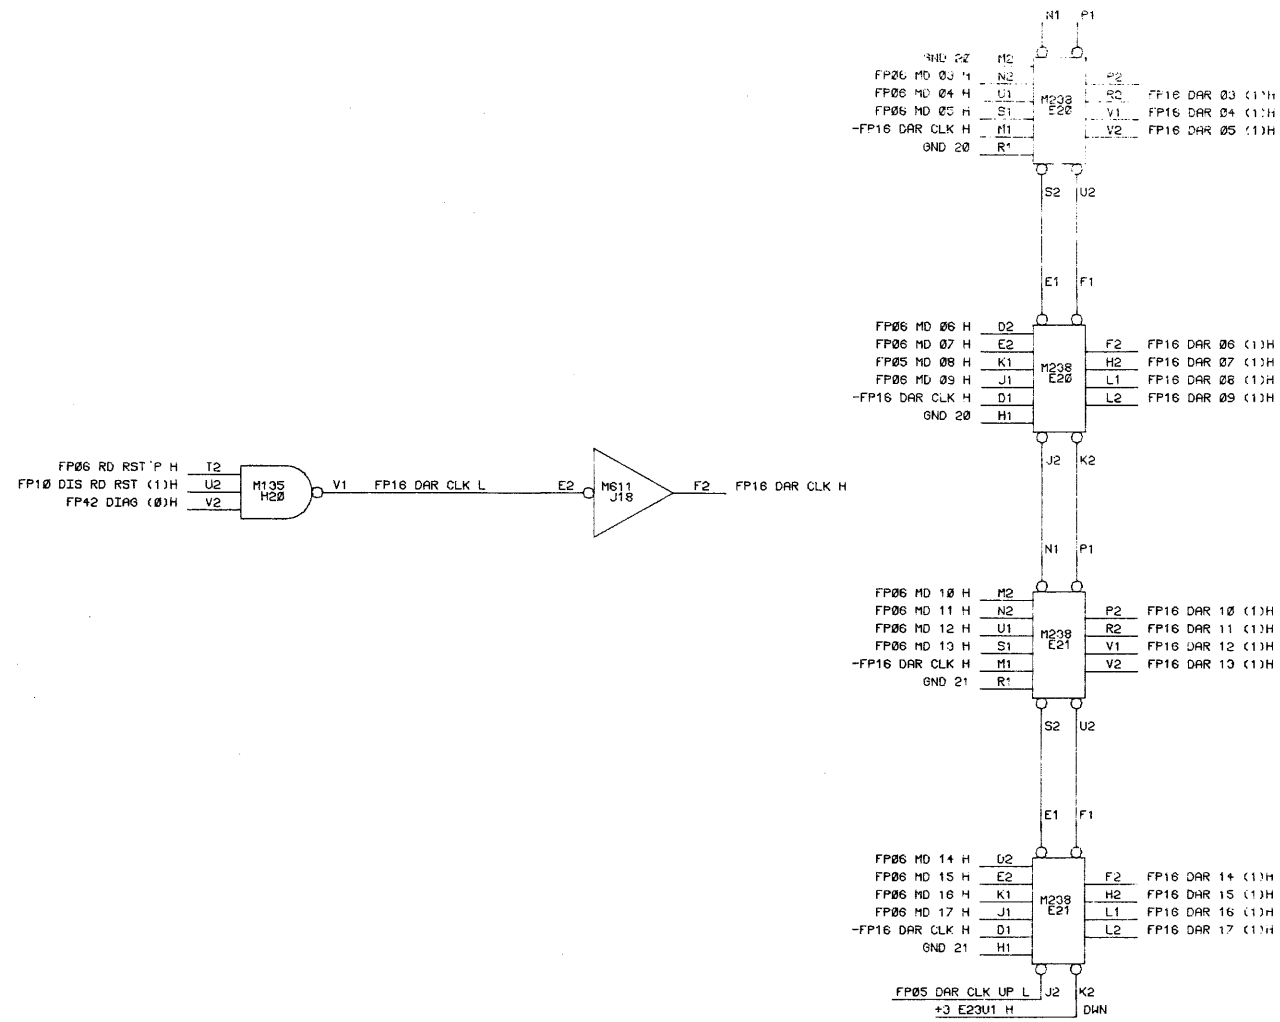 N1 P1
GND 20 M2
FP06 MD 03 H N2 P2
FP06 MD 04 H U1 R2 FP16 DAR 03 (1)H
FP06 MD 05 H S1 M238 E20 V1 FP16 DAR 04 (1)H
-FP16 DAR CLK H M1 V2 FP16 DAR 05 (1)H
GND 20 R1
S2 U2
E1 F1
FP06 MD 06 H D2
FP06 MD 07 H E2 F2 FP16 DAR 06 (1)H
FP05 MD 08 H K1 M238 H2 FP16 DAR 07 (1)H
FP06 MD 09 H J1 E20 L1 FP16 DAR 08 (1)H
-FP16 DAR CLK H D1 L2 FP16 DAR 09 (1)H
GND 20 H1
J2 K2
FP06 RD RST P H T2
FP10 DIS RD RST (1)H U2 M135 V1 FP16 DAR CLK L E2 M611 F2 FP16 DAR CLK H
FP42 DIAG (0)H V2 H20 J18
N1 P1
FP06 MD 10 H M2
FP06 MD 11 H N2 P2 FP16 DAR 10 (1)H
FP06 MD 12 H U1 M238 R2 FP16 DAR 11 (1)H
FP06 MD 13 H S1 E21 V1 FP16 DAR 12 (1)H
-FP16 DAR CLK H M1 V2 FP16 DAR 13 (1)H
GND 21 R1
S2 U2
E1 F1
FP06 MD 14 H D2
FP06 MD 15 H E2 F2 FP16 DAR 14 (1)H
FP06 MD 16 H K1 M238 H2 FP16 DAR 15 (1)H
FP06 MD 17 H J1 E21 L1 FP16 DAR 16 (1)H
-FP16 DAR CLK H D1 L2 FP16 DAR 17 (1)H
GND 21 H1
FP05 DAR CLK UP L J2 K2
+3 E23U1 H DWN